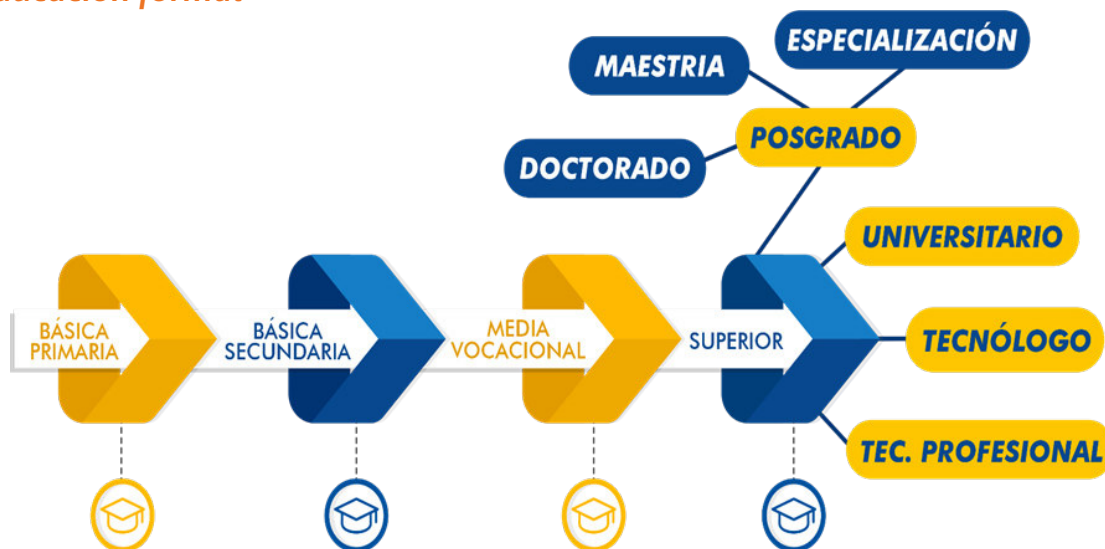 ESPECIALIZACIÓN
MAESTRIA
POSGRADO
DOCTORADO
UNIVERSITARIO
BÁSICA
PRIMARIA
BÁSICA
SECUNDARIA
MEDIA
VOCACIONAL
SUPERIOR
TECNÓLOGO
TEC. PROFESIONAL